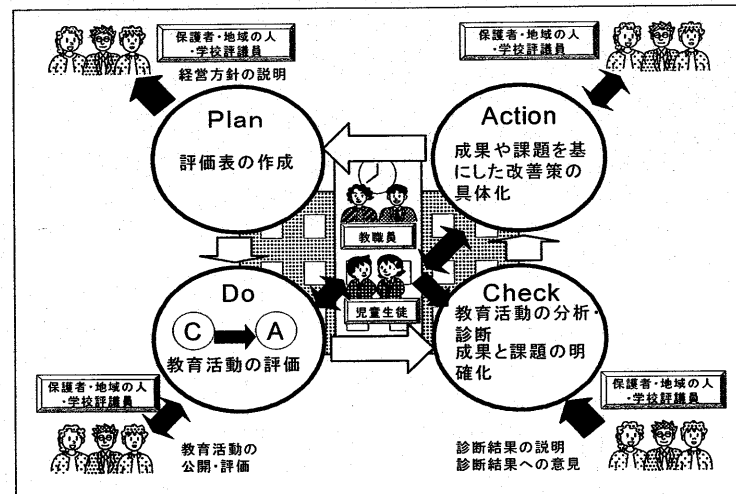 保護者・地域の人
・学校評議員
経営方針の説明
Plan
評価表の作成
保護者・地域の人
・学校評議員
Action
成果や課題を基
にした改善策の
具体化
教職員
児童生徒
Do
C
A
教育活動の評価
Check
教育活動の分析・
診断
成果と課題の明
確化
保護者・地域の人
・学校評議員
教育活動の
公開・評価
保護者・地域の人
・学校評議員
診断結果の説明
診断結果への意見